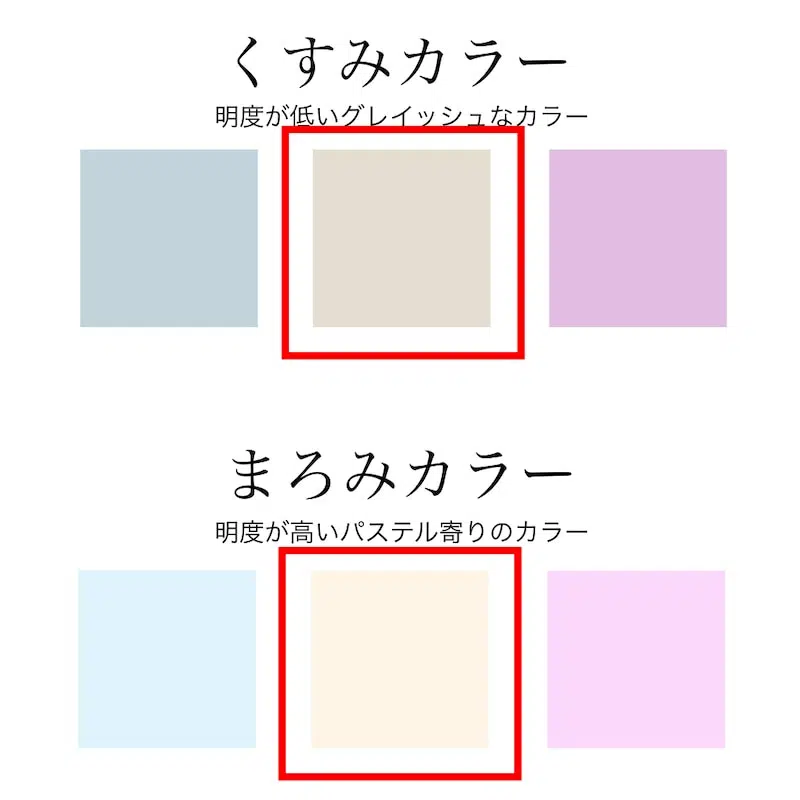 くすみカラー
明度が低いグレイッシュなカラー
まろみカラー
明度が高いパステル寄りのカラー